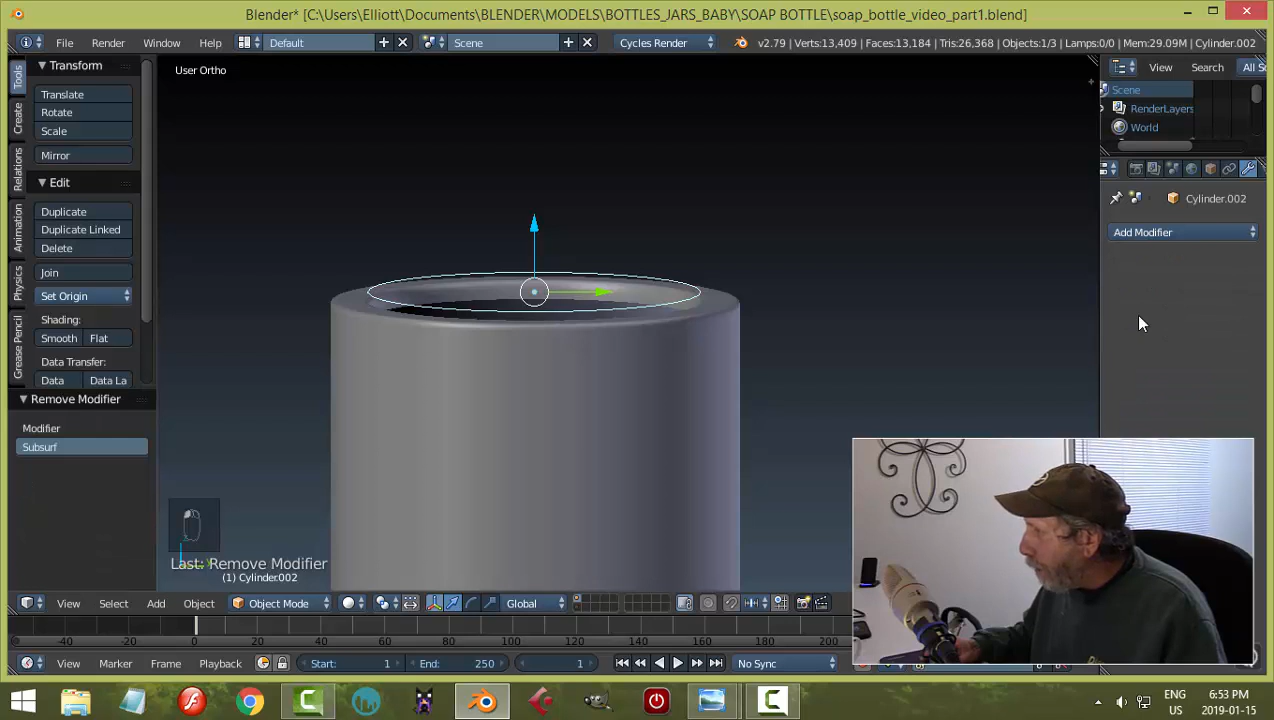 Blender* [C:\Users\Elliott\Documents\BLENDER\MODELS\BOTTLES_JARS_BABY\SOAP BOTTLE\soap_bottle_video_part1.blend]
File Render Window Help Default Scene Cycles Render v2.79 | Verts:13,409 | Faces:13,184 | Tris:26,368 | Objects:1/3 | Lamps:0/0 | Mem:29.09M | Cylinder.002
Tools
Create
Relations
Animation
Physics
Grease Pencil
Transform
Translate
Rotate
Scale
Mirror
Edit
Duplicate
Duplicate Linked
Delete
Join
Set Origin
Shading:
Smooth Flat
Data Transfer:
Data Data La
Remove Modifier
Modifier
Subsurf
User Ortho
Last: Remove Modifier
(1) Cylinder.002
View Search All S
Scene
RenderLayers
World
Cylinder.002
Add Modifier
View Select Add Object Object Mode Global
-40 -20 0 20 40 60 80 100 120 140 160 180 200
View Marker Frame Playback Start: 1 End: 250 1 No Sync
ENG 6:53 PM
US 2019-01-15